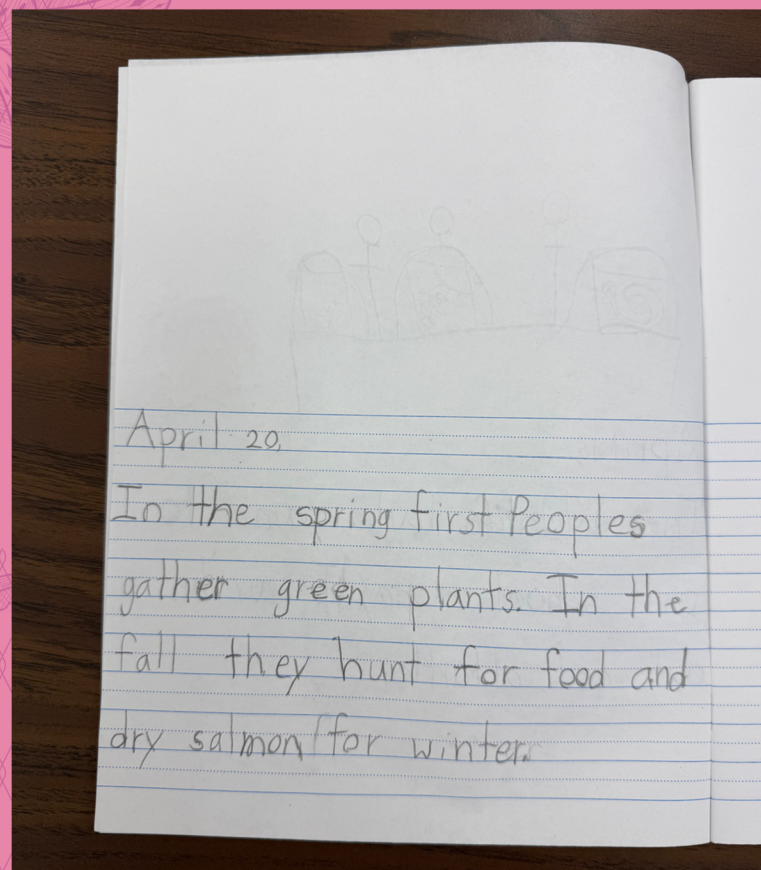 April 20,
In the spring first Peoples
gather green plants. In the
fall they hunt for food and
dry salmon for winter.